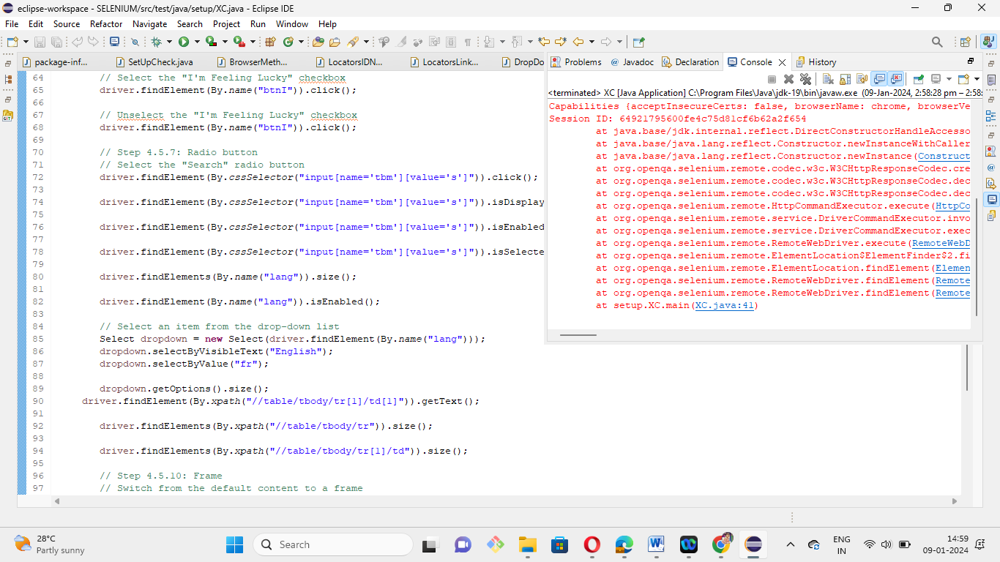 eclipse-workspace - SELENIUM/src/test/java/setup/XC.java - Eclipse IDE
File Edit Source Refactor Navigate Search Project Run Window Help
package-inf... SetUpCheck.java BrowserMeth... LocatorsIDN... LocatorsLink... DropDo
Problems @ Javadoc Declaration Console History
<terminated> XC [Java Application] C:\Program Files\Java\jdk-19\bin\javaw.exe (09-Jan-2024, 2:58:28 pm – 2:58:
Capabilities {acceptInsecureCerts: false, browserName: chrome, browserVe
Session ID: 64921795600fe4c75d81cf6b62a2f654
at java.base/jdk.internal.reflect.DirectConstructorHandleAccesso
at java.base/java.lang.reflect.Constructor.newInstanceWithCaller
at java.base/java.lang.reflect.Constructor.newInstance(Construct
at org.openqa.selenium.remote.codec.w3c.W3CHttpResponseCodec.cre
at org.openqa.selenium.remote.codec.w3c.W3CHttpResponseCodec.dec
at org.openqa.selenium.remote.codec.w3c.W3CHttpResponseCodec.dec
at org.openqa.selenium.remote.HttpCommandExecutor.execute(HttpCo
at org.openqa.selenium.remote.service.DriverCommandExecutor.invo
at org.openqa.selenium.remote.service.DriverCommandExecutor.exec
at org.openqa.selenium.remote.RemoteWebDriver.execute(RemoteWebD
at org.openqa.selenium.remote.ElementLocation$ElementFinder$2.fi
at org.openqa.selenium.remote.ElementLocation.findElement(Elemen
at org.openqa.selenium.remote.RemoteWebDriver.findElement(Remote
at org.openqa.selenium.remote.RemoteWebDriver.findElement(Remote
at setup.XC.main(XC.java:41)
64 // Select the "I'm Feeling Lucky" checkbox
65 driver.findElement(By.name("btnI")).click();
66
67 // Unselect the "I'm Feeling Lucky" checkbox
68 driver.findElement(By.name("btnI")).click();
69
70 // Step 4.5.7: Radio button
71 // Select the "Search" radio button
72 driver.findElement(By.cssSelector("input[name='tbm'][value='s']")).click();
73
74 driver.findElement(By.cssSelector("input[name='tbm'][value='s']")).isDisplay
75
76 driver.findElement(By.cssSelector("input[name='tbm'][value='s']")).isEnabled
77
78 driver.findElement(By.cssSelector("input[name='tbm'][value='s']")).isSelecte
79
80 driver.findElements(By.name("lang")).size();
81
82 driver.findElement(By.name("lang")).isEnabled();
83
84 // Select an item from the drop-down list
85 Select dropdown = new Select(driver.findElement(By.name("lang")));
86 dropdown.selectByVisibleText("English");
87 dropdown.selectByValue("fr");
88
89 dropdown.getOptions().size();
90 driver.findElement(By.xpath("//table/tbody/tr[1]/td[1]")).getText();
91
92 driver.findElements(By.xpath("//table/tbody/tr")).size();
93
94 driver.findElements(By.xpath("//table/tbody/tr[1]/td")).size();
95
96 // Step 4.5.10: Frame
97 // Switch from the default content to a frame
28°C
Partly sunny
Search
ENG
IN
14:59
09-01-2024